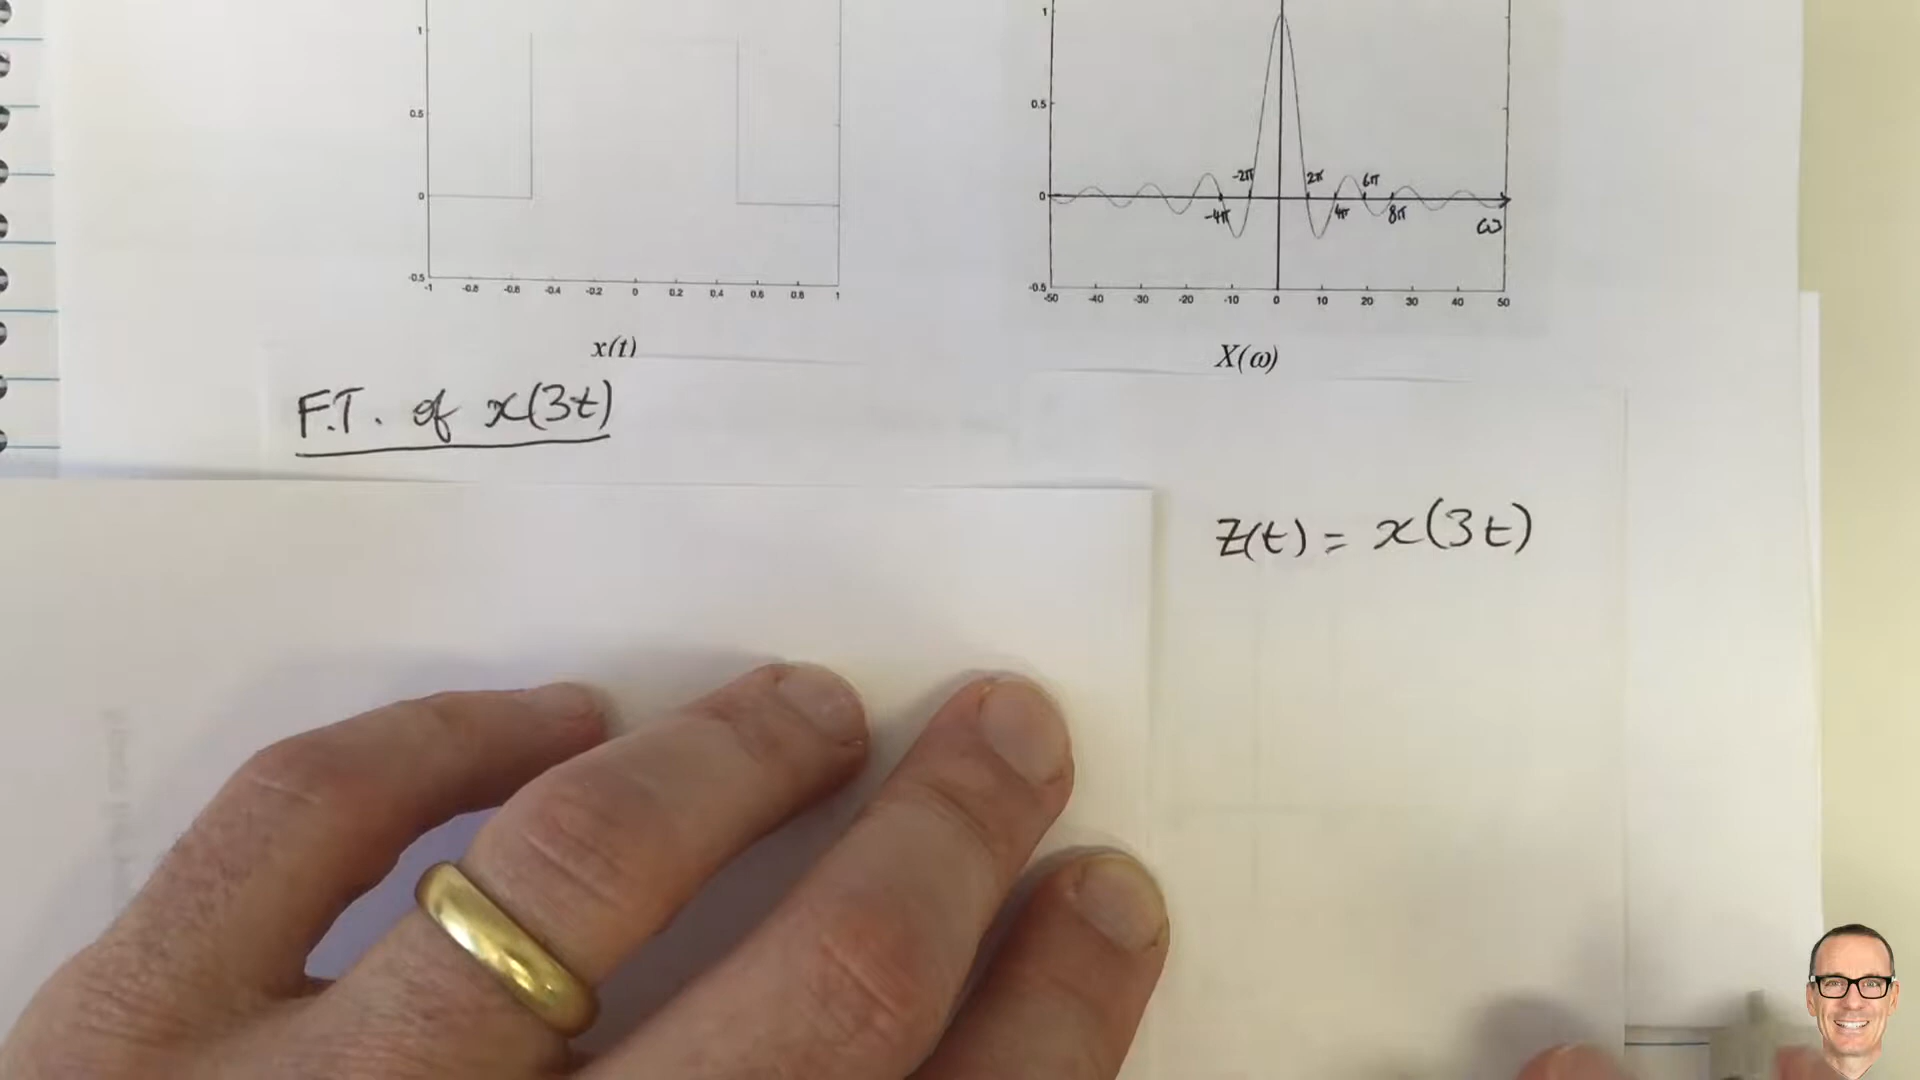 1
0.5
0
-0.5
-1 -0.8 -0.6 -0.4 -0.2 0 0.2 0.4 0.6 0.8 1
x(t)
1
0.5
0
-0.5
-2π 2π 6π
-4π 4π 8π
ω
-50 -40 -30 -20 -10 0 10 20 30 40 50
X(ω)
F.T. of x(3t)
Z(t) = x(3t)